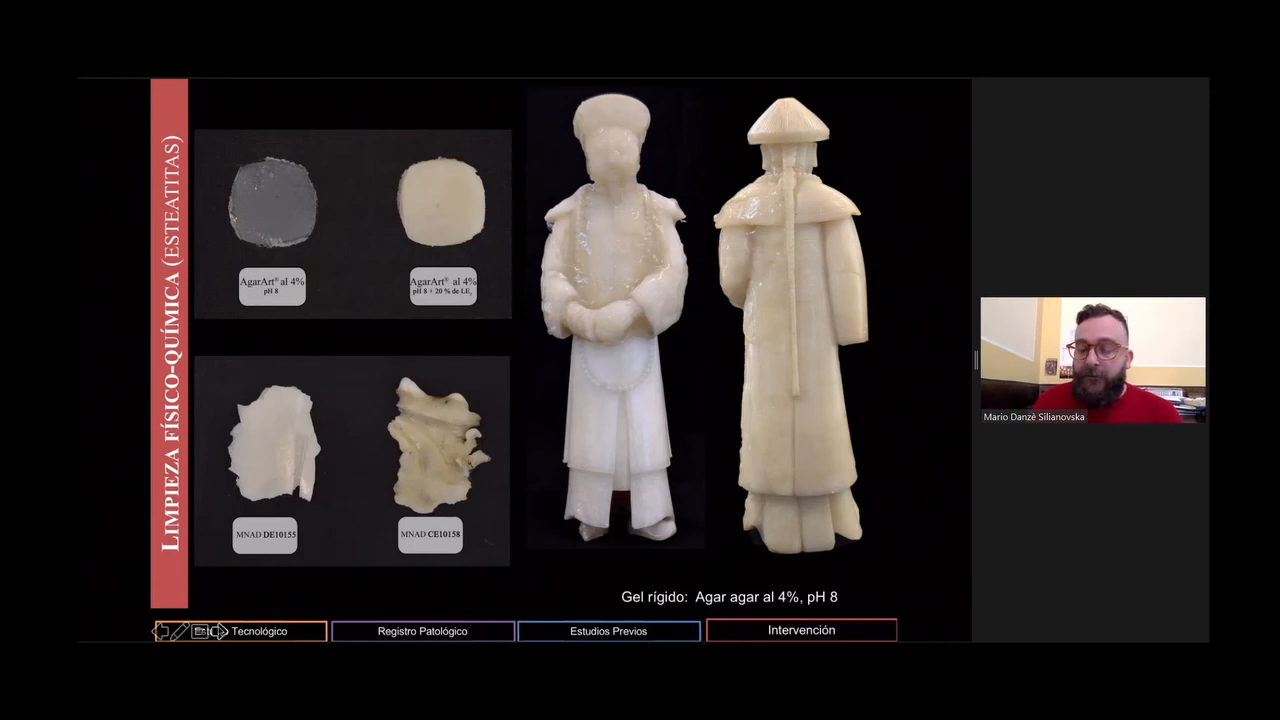 LIMPIEZA FÍSICO-QUÍMICA (ESTEATITAS)
AgarArt® al 4%
pH 8
AgarArt® al 4%
pH 8 + 20 % de LE
MNAD DE10155
MNAD CE10158
Gel rígido: Agar agar al 4%, pH 8
Tecnológico
Registro Patológico
Estudios Previos
Intervención
Mario Danzè Silianovska